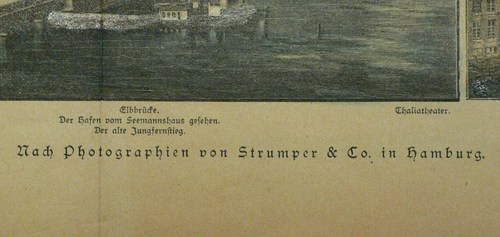 Elbbrücke.
Der Hafen vom Seemannshaus gesehen.
Der alte Jungfernstieg.
Thaliatheater.
Nach Photographien von Strumper & Co. in Hamburg.